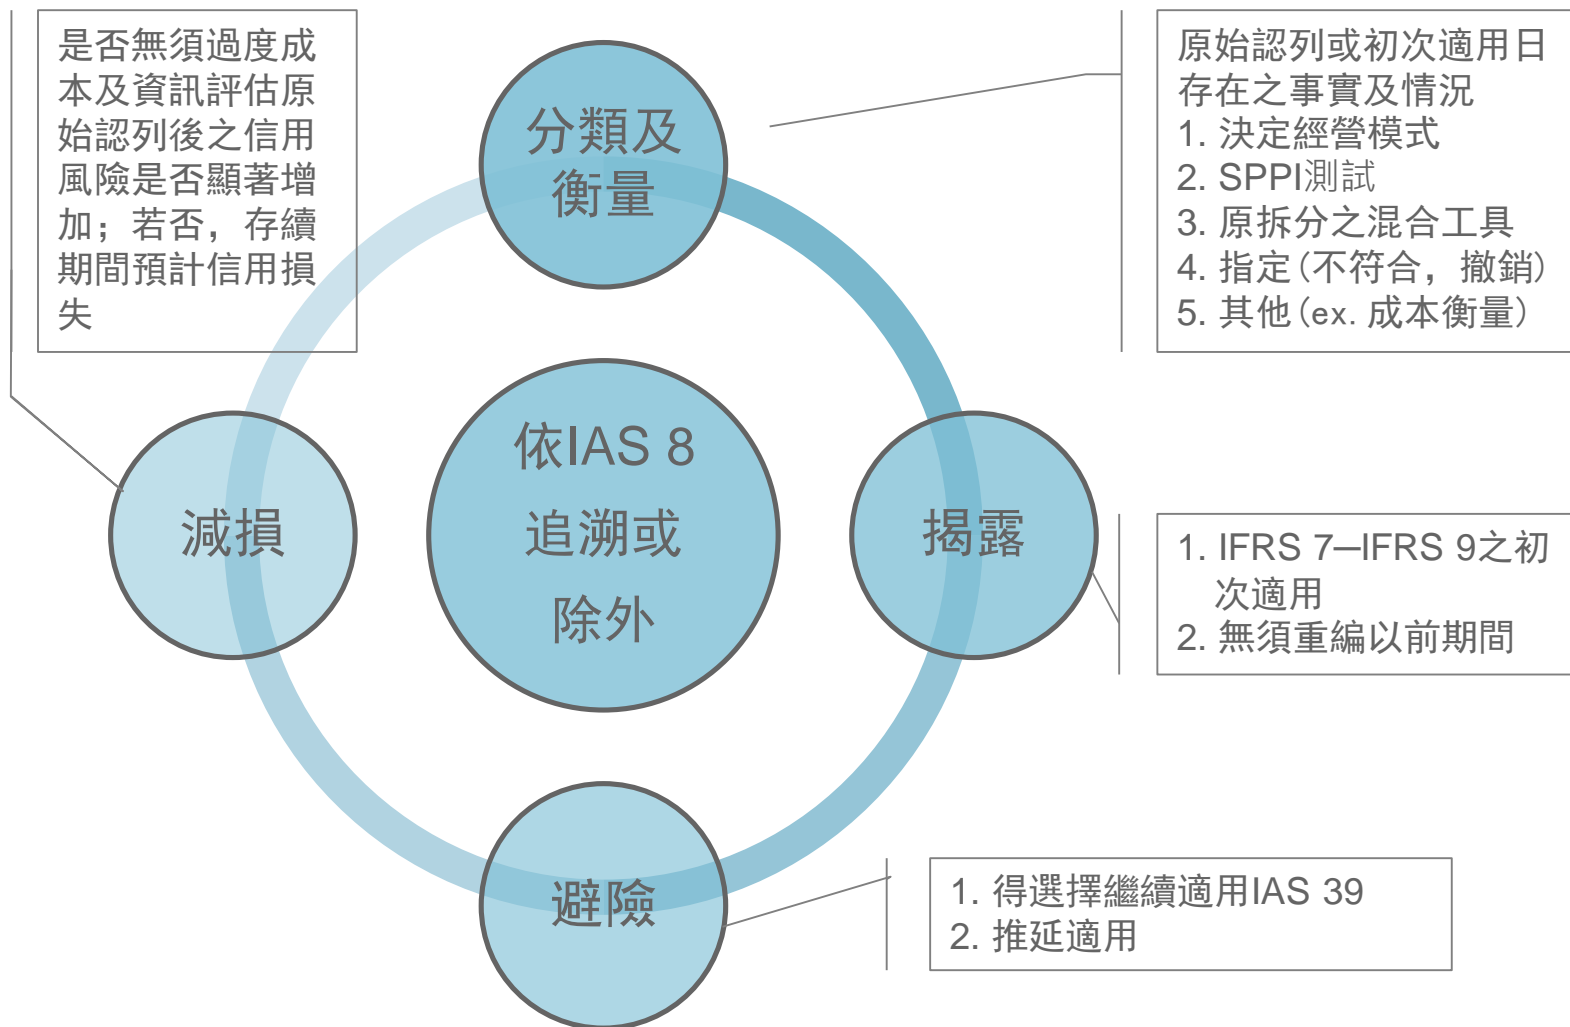 是否無須過度成
本及資訊評估原
始認列後之信用
風險是否顯著增
加；若否，存續
期間預計信用損
失
分類及
衡量
原始認列或初次適用日
存在之事實及情況
1. 決定經營模式
2. SPPI測試
3. 原拆分之混合工具
4. 指定(不符合，撤銷)
5. 其他(ex. 成本衡量)
減損
依IAS 8
追溯或
除外
揭露
1. IFRS 7—IFRS 9之初
次適用
2. 無須重編以前期間
避險
1. 得選擇繼續適用IAS 39
2. 推延適用